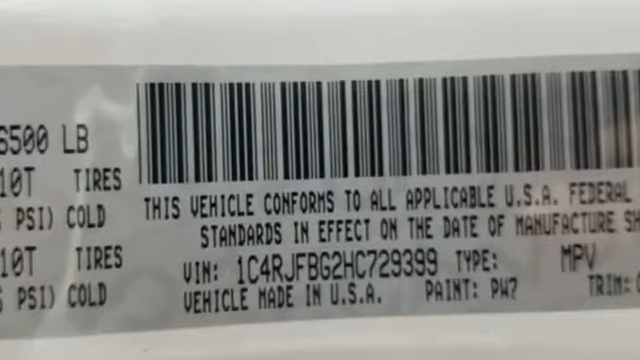 6500 LB
10T TIRES
PSI) COLD
THIS VEHICLE CONFORMS TO ALL APPLICABLE U.S.A. FEDERAL
STANDARDS IN EFFECT ON THE DATE OF MANUFACTURE SH
10T TIRES
VIN: 1C4RJFBG2HC729399 TYPE: MPV
PSI) COLD
VEHICLE MADE IN U.S.A. PAINT: PW7 TRIM: